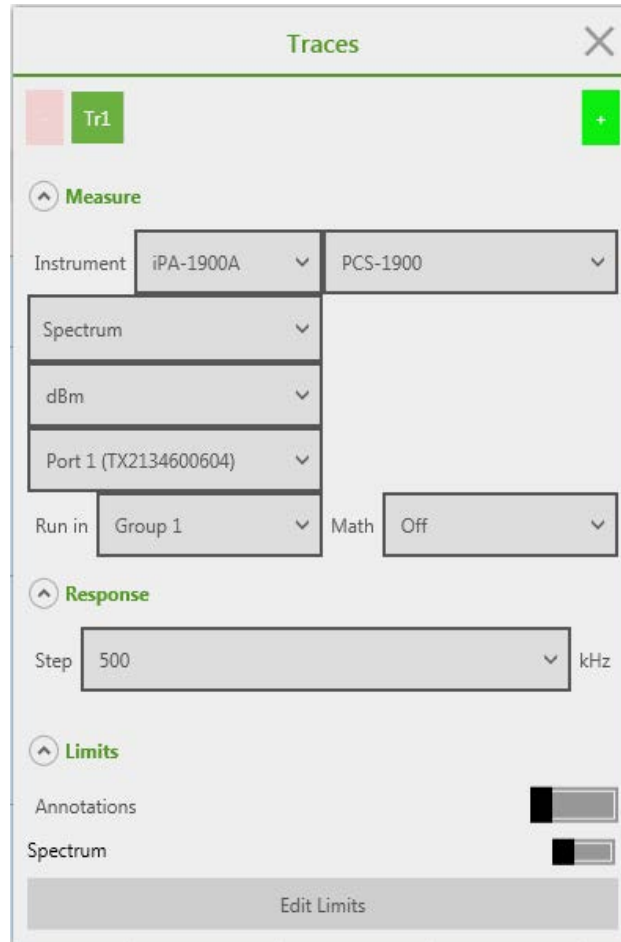 Traces
Tr1 +
Measure
Instrument iPA-1900A PCS-1900
Spectrum
dBm
Port 1 (TX2134600604)
Run in Group 1 Math Off
Response
Step 500 kHz
Limits
Annotations
Spectrum
Edit Limits